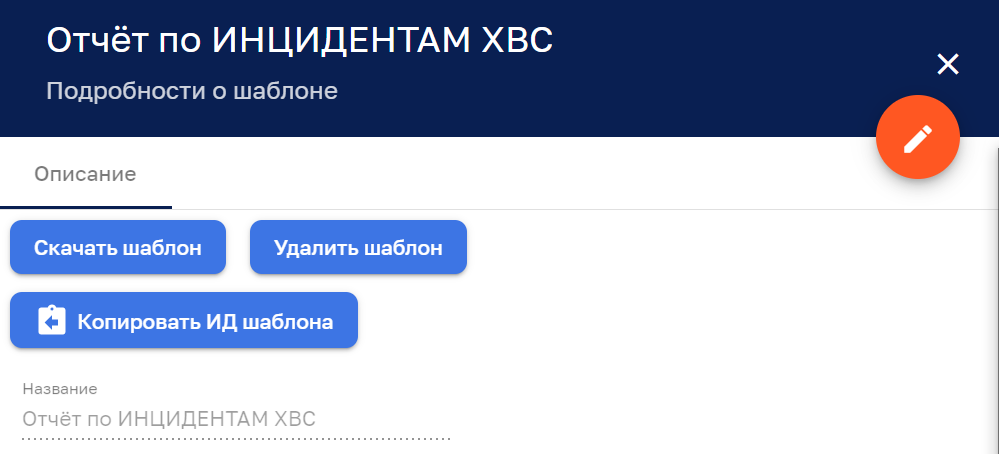 Отчёт по ИНЦИДЕНТАМ ХВС
Подробности о шаблоне
Описание
Скачать шаблон
Удалить шаблон
Копировать ИД шаблона
Название
Отчёт по ИНЦИДЕНТАМ ХВС